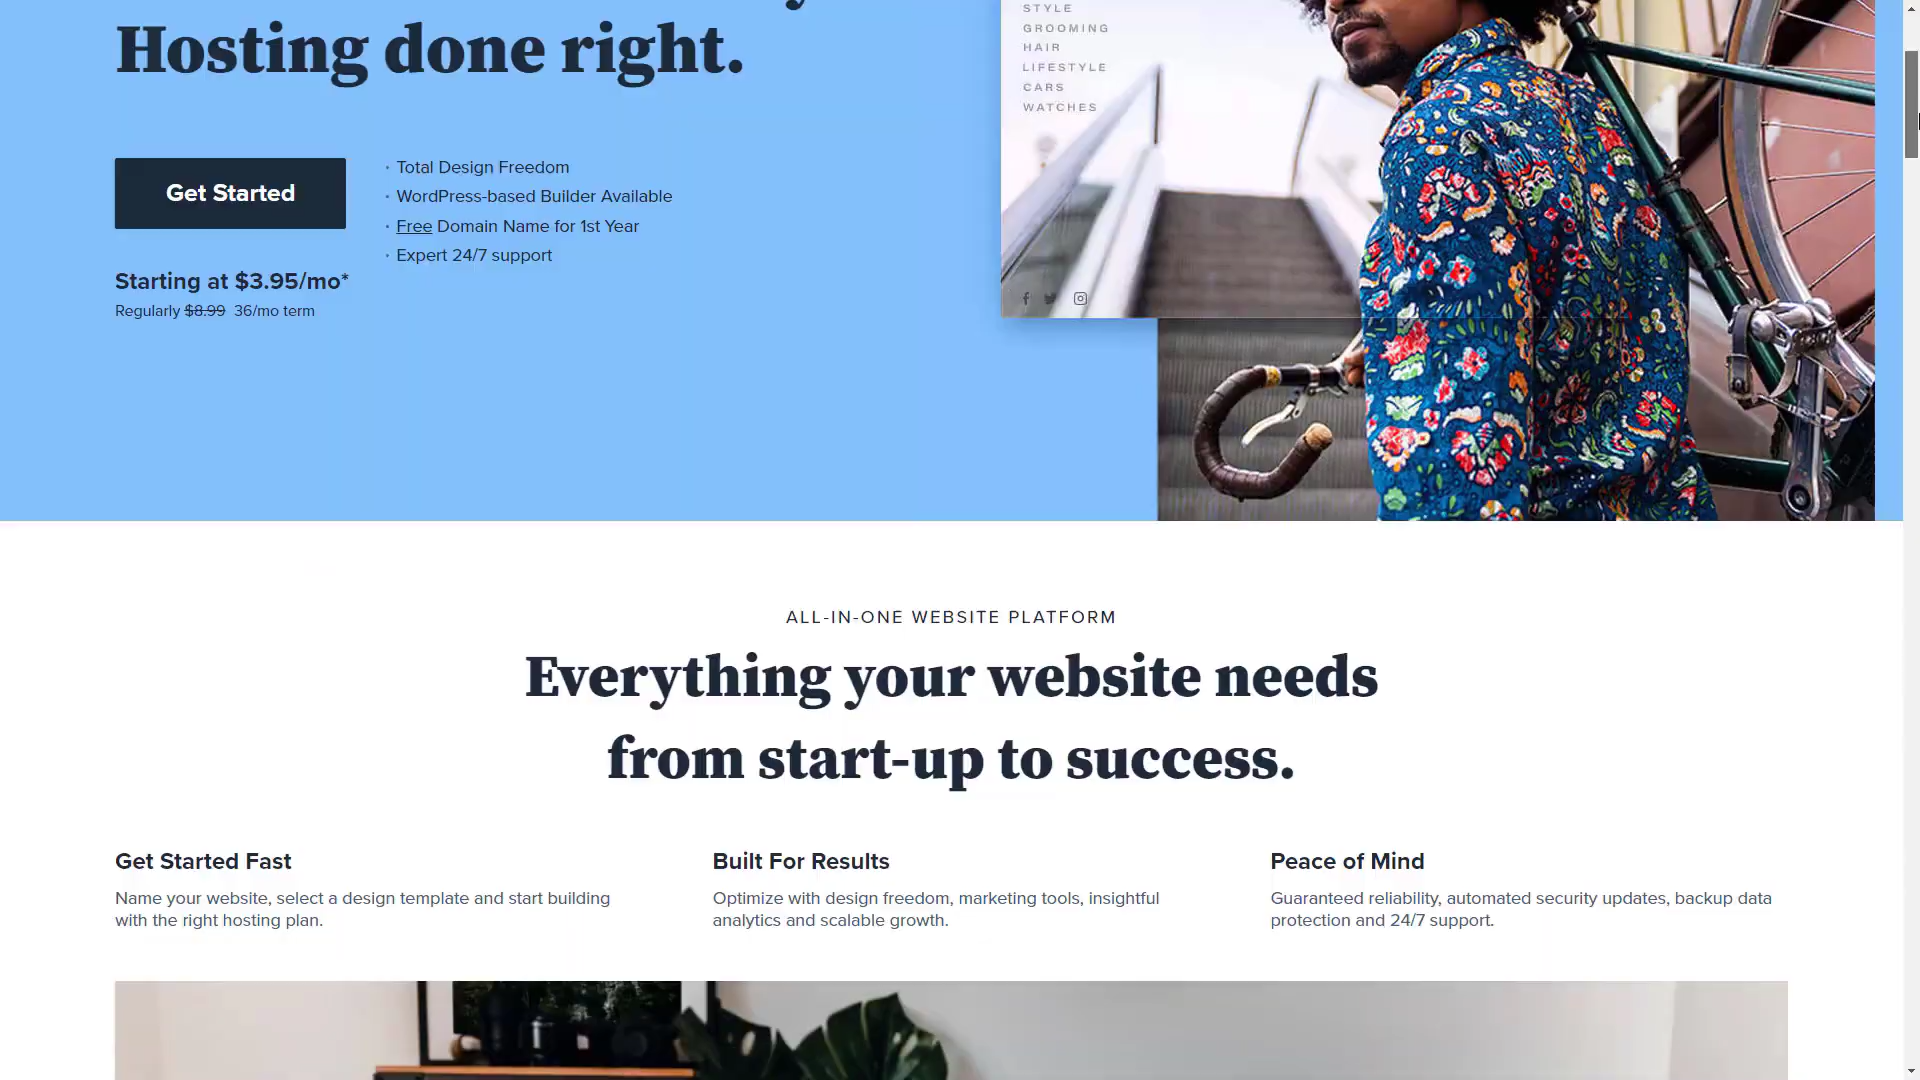 Hosting done right.
Get Started
Starting at $3.95/mo*
Regularly $8.99 36/mo term
· Total Design Freedom
· WordPress-based Builder Available
· Free Domain Name for 1st Year
· Expert 24/7 support
STYLE
GROOMING
HAIR
LIFESTYLE
CARS
WATCHES
ALL-IN-ONE WEBSITE PLATFORM
Everything your website needs
from start-up to success.
Get Started Fast
Name your website, select a design template and start building
with the right hosting plan.
Built For Results
Optimize with design freedom, marketing tools, insightful
analytics and scalable growth.
Peace of Mind
Guaranteed reliability, automated security updates, backup data
protection and 24/7 support.